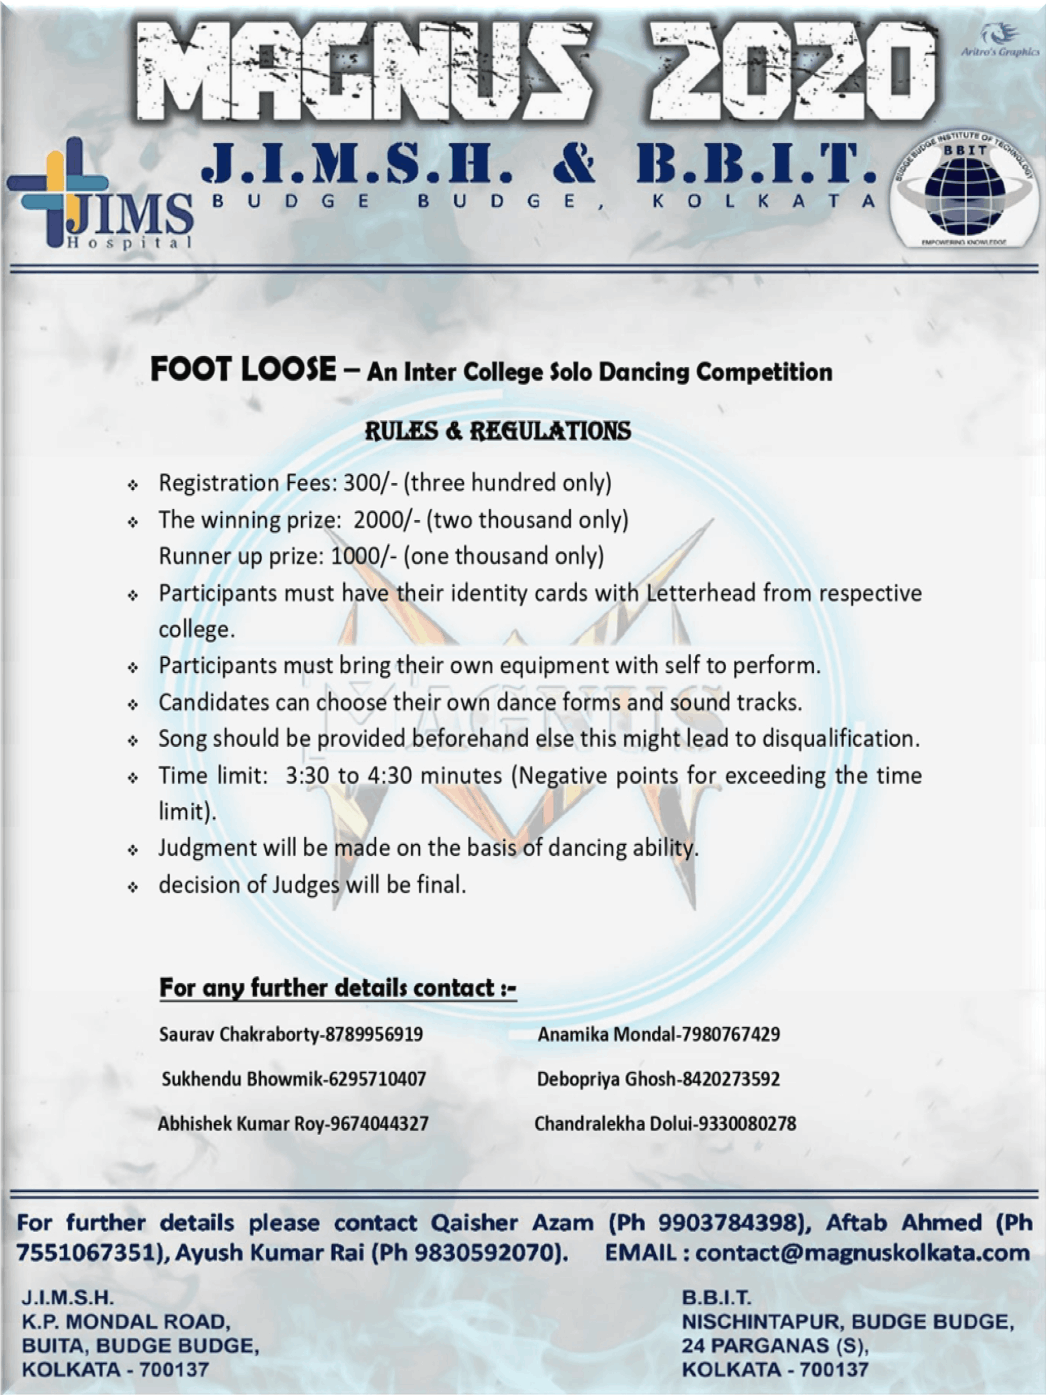 MAGNUS 2020
Aritro's Graphics
J.I.M.S.H. & B.B.I.T.
BUDGE BUDGE, KOLKATA
JIMS
Hospital
BUDGE BUDGE INSTITUTE OF TECHNOLOGY
BBIT
EMPOWERING KNOWLEDGE
FOOT LOOSE – An Inter College Solo Dancing Competition
RULES & REGULATIONS
❖ Registration Fees: 300/- (three hundred only)
❖ The winning prize: 2000/- (two thousand only)
Runner up prize: 1000/- (one thousand only)
❖ Participants must have their identity cards with Letterhead from respective
college.
❖ Participants must bring their own equipment with self to perform.
❖ Candidates can choose their own dance forms and sound tracks.
MAGNUS
❖ Song should be provided beforehand else this might lead to disqualification.
❖ Time limit: 3:30 to 4:30 minutes (Negative points for exceeding the time
limit).
❖ Judgment will be made on the basis of dancing ability.
❖ decision of Judges will be final.
For any further details contact :-
Saurav Chakraborty-8789956919 Anamika Mondal-7980767429
Sukhendu Bhowmik-6295710407 Debopriya Ghosh-8420273592
Abhishek Kumar Roy-9674044327 Chandralekha Dolui-9330080278
For further details please contact Qaisher Azam (Ph 9903784398), Aftab Ahmed (Ph
7551067351), Ayush Kumar Rai (Ph 9830592070). EMAIL : contact@magnuskolkata.com
J.I.M.S.H.
K.P. MONDAL ROAD,
BUITA, BUDGE BUDGE,
KOLKATA - 700137
B.B.I.T.
NISCHINTAPUR, BUDGE BUDGE,
24 PARGANAS (S),
KOLKATA - 700137